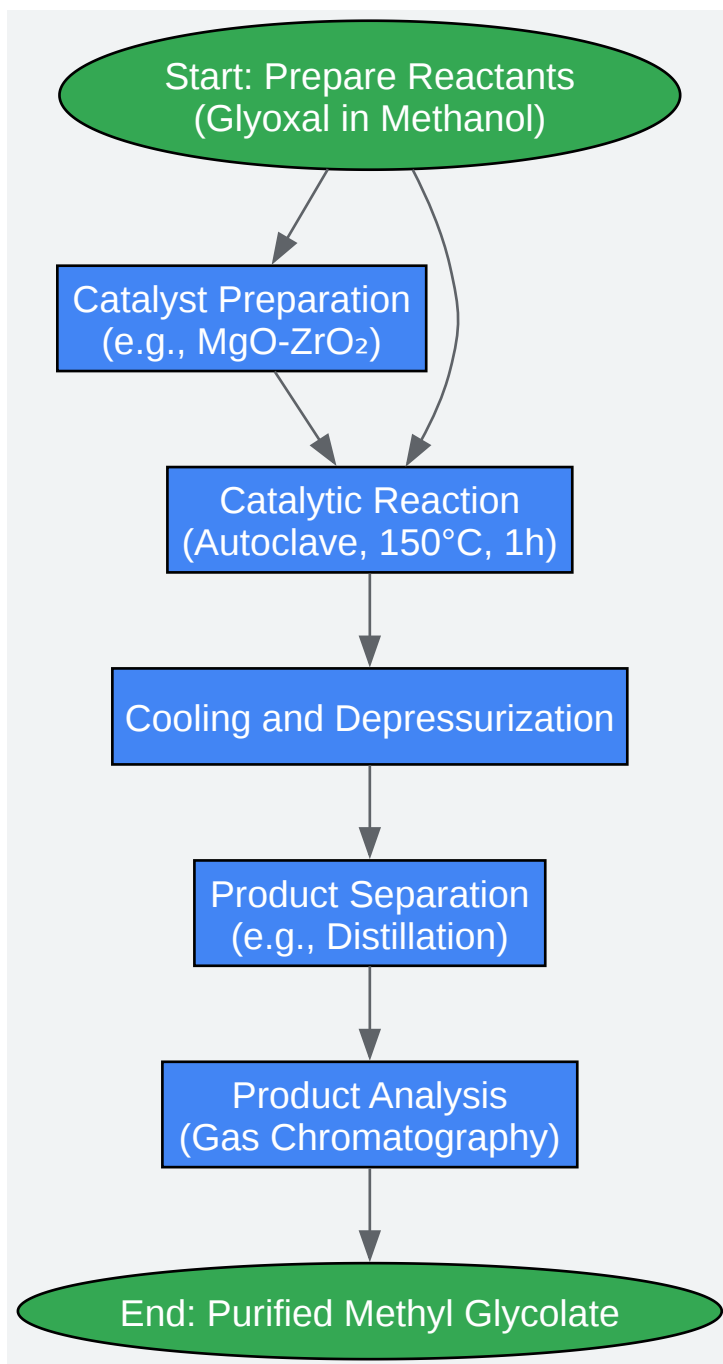 Start: Prepare Reactants
(Glyoxal in Methanol)
Catalyst Preparation
(e.g., MgO-ZrO₂)
Catalytic Reaction
(Autoclave, 150°C, 1h)
Cooling and Depressurization
Product Separation
(e.g., Distillation)
Product Analysis
(Gas Chromatography)
End: Purified Methyl Glycolate